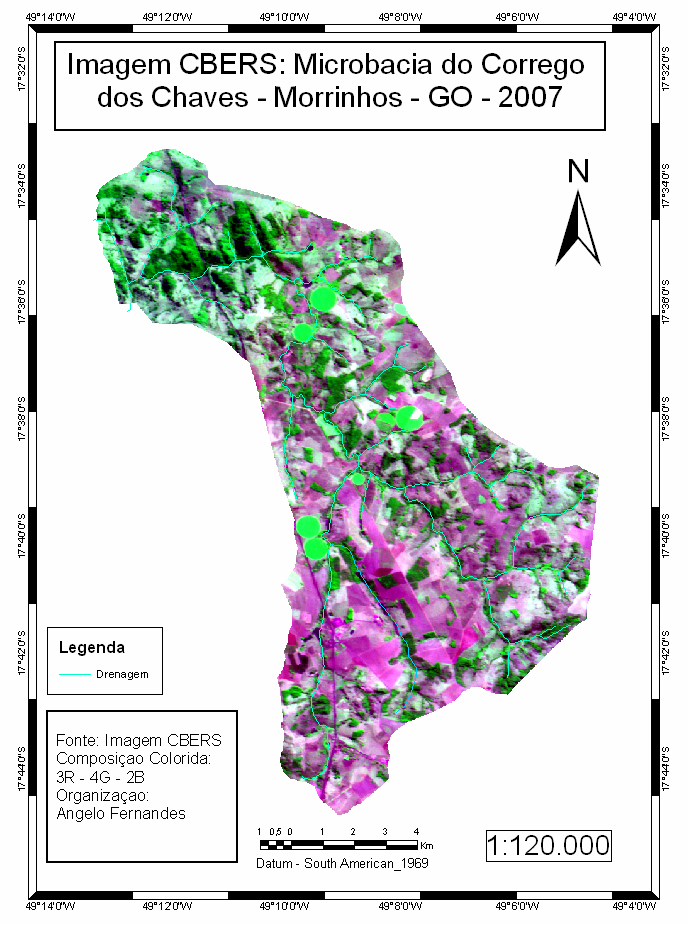 49°14'0"W 49°12'0"W 49°10'0"W 49°8'0"W 49°6'0"W 49°4'0"W
Imagem CBERS: Microbacia do Corrego
dos Chaves - Morrinhos - GO - 2007
N
17°32'0"S 17°32'0"S
17°34'0"S 17°34'0"S
17°36'0"S 17°36'0"S
17°38'0"S 17°38'0"S
17°40'0"S 17°40'0"S
17°42'0"S 17°42'0"S
17°44'0"S 17°44'0"S
Legenda
Drenagem
Fonte: Imagem CBERS
Composiçao Colorida:
3R - 4G - 2B
Organizaçao:
Angelo Fernandes
1 0,5 0 1 2 3 4
Km
Datum - South American_1969
1:120.000
49°14'0"W 49°12'0"W 49°10'0"W 49°8'0"W 49°6'0"W 49°4'0"W